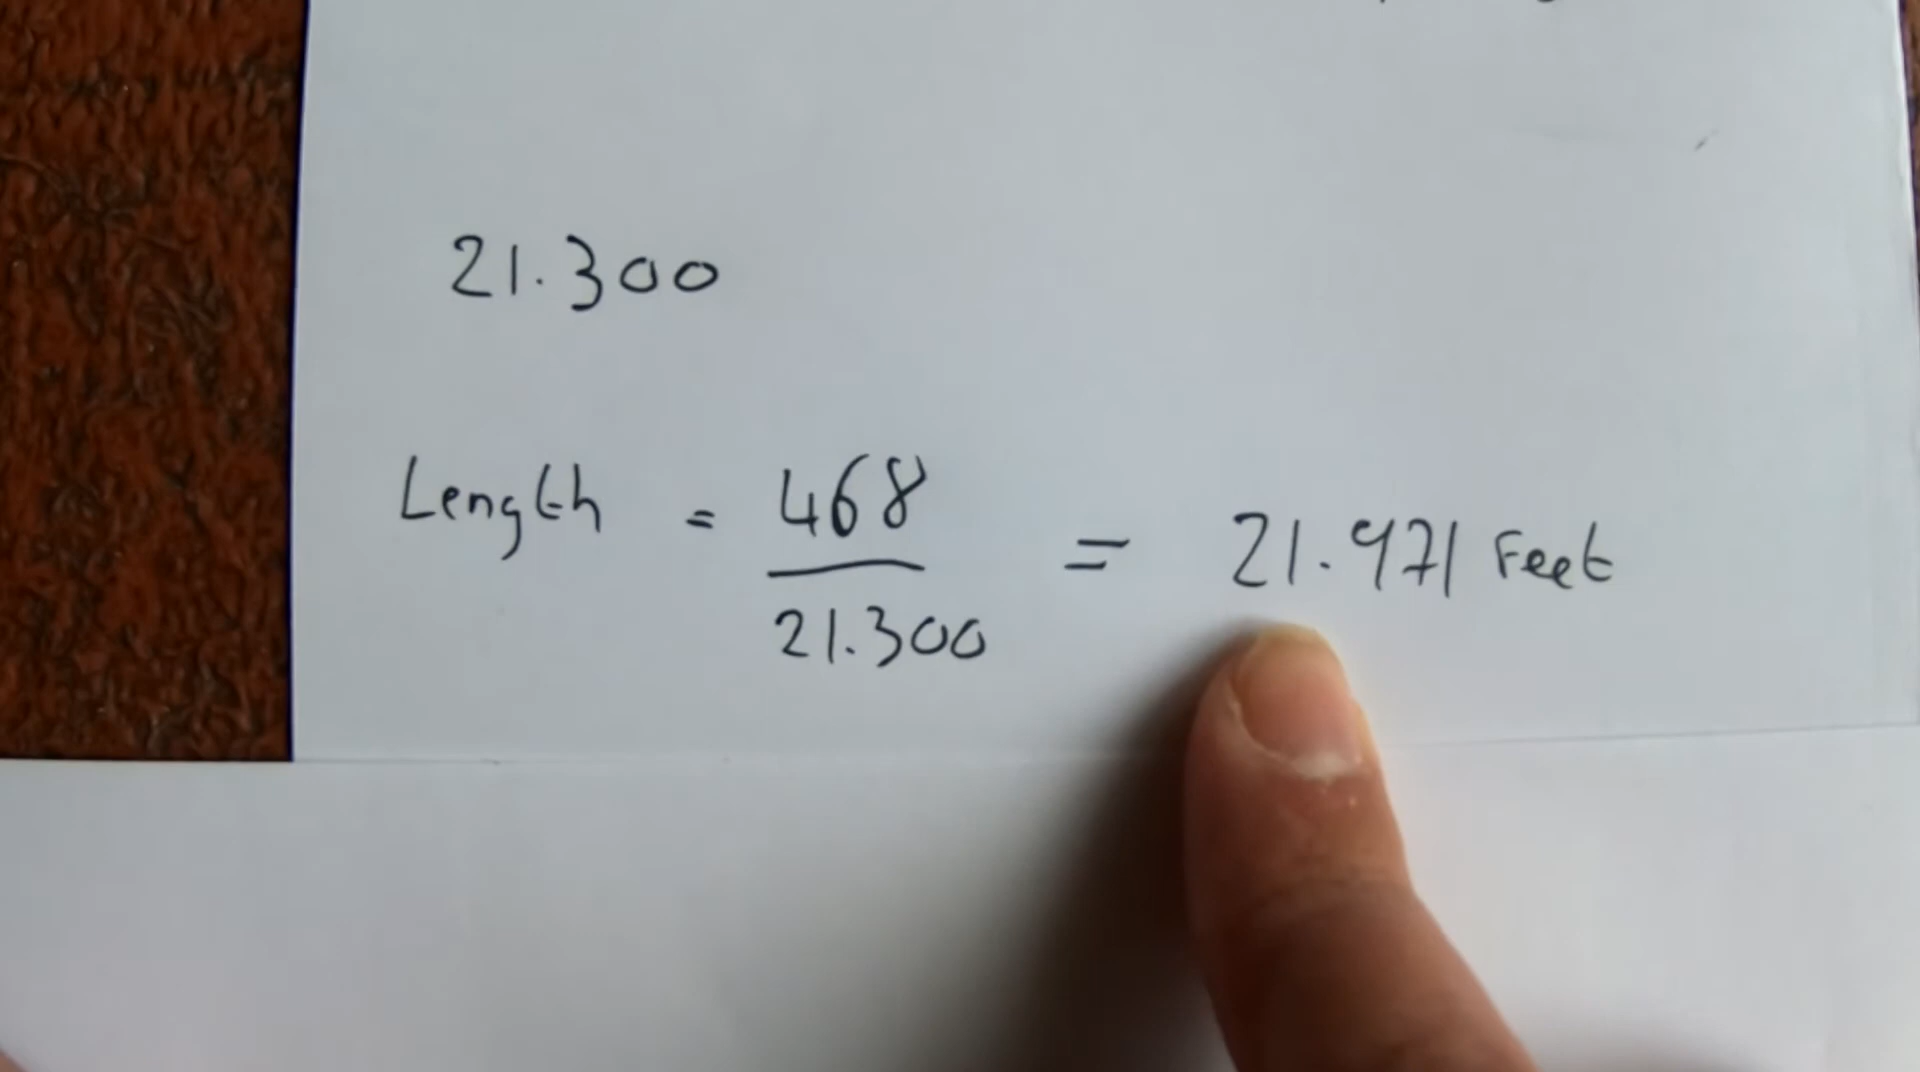 21.300
Length = 468 / 21.300 = 21.971 Feet